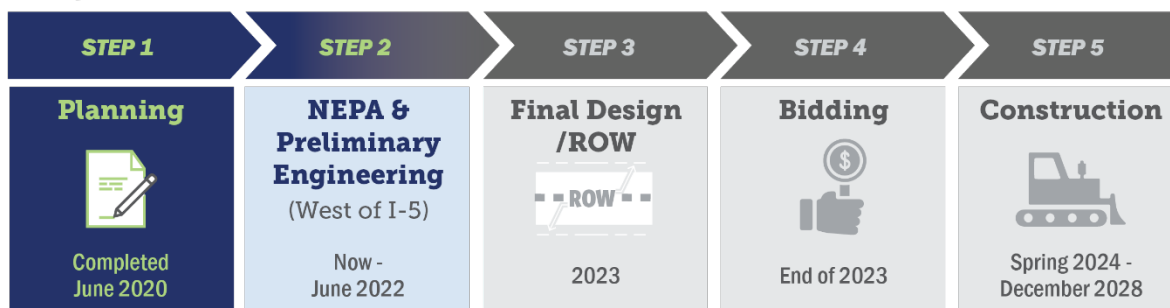 STEP 1
STEP 2
STEP 3
STEP 4
STEP 5
Planning
Completed
June 2020
NEPA &
Preliminary
Engineering
(West of I-5)
Now -
June 2022
Final Design
/ROW
ROW
2023
Bidding
$
End of 2023
Construction
Spring 2024 -
December 2028